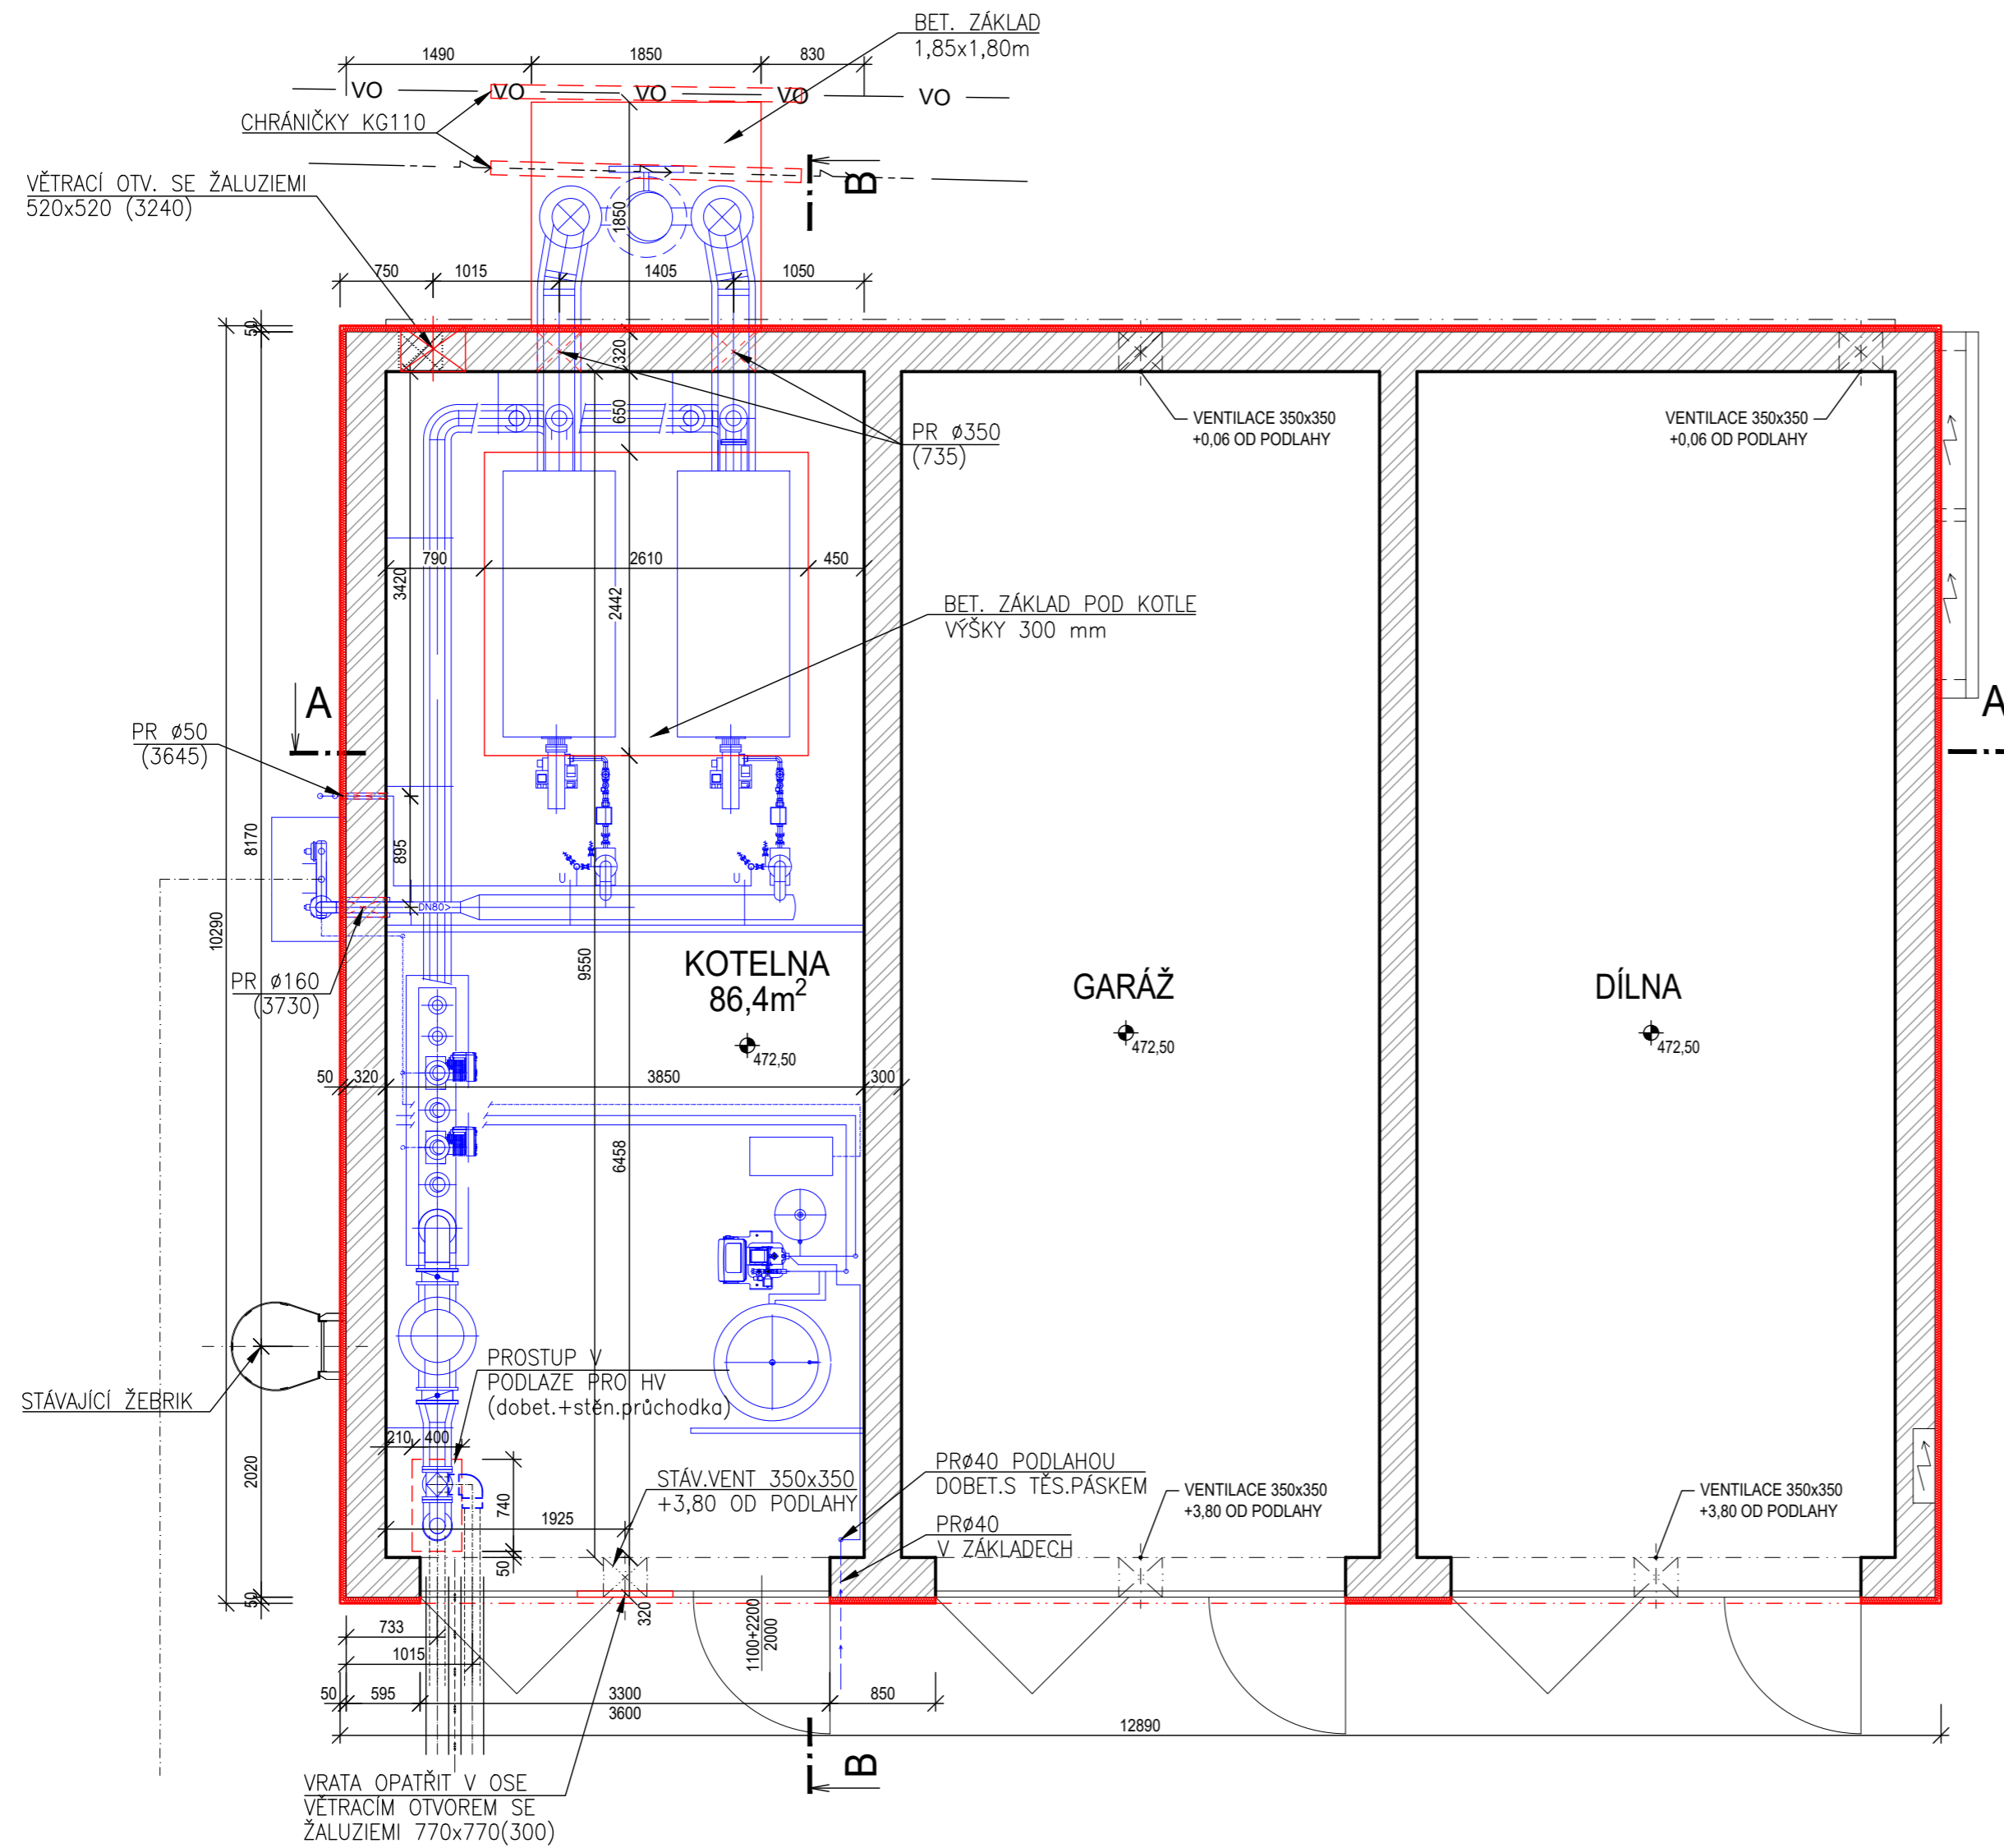 BET. ZÁKLAD
1,85x1,80m
1490
1850
830
VO
VO
VO
VO
VO
CHRÁNIČKY KG110
VĚTRACÍ OTV. SE ŽALUZIEMI
520x520 (3240)
B
1850
750
1015
1405
1050
50
320
650
VENTILACE 350x350
+0,06 OD PODLAHY
VENTILACE 350x350
+0,06 OD PODLAHY
PR ø350
(735)
790
2610
450
3420
2442
BET. ZÁKLAD POD KOTLE
VÝŠKY 300 mm
A
A
PR ø50
(3645)
8170
895
U
U
DN80>
10290
9550
PR ø160
(3730)
KOTELNA
86,4m²
472,50
GARÁŽ
472,50
DÍLNA
472,50
50
320
3850
300
6458
STÁVAJÍCÍ ŽEBRIK
PROSTUP V
PODLAZE PRO HV
(dobet.+stěn.průchodka)
210
400
2020
740
STÁV.VENT 350x350
+3,80 OD PODLAHY
PRø40 PODLAHOU
DOBET.S TĚS.PÁSKEM
VENTILACE 350x350
+3,80 OD PODLAHY
VENTILACE 350x350
+3,80 OD PODLAHY
1925
PRø40
V ZÁKLADECH
50
50
320
1100+2200
2000
733
1015
50
595
3300
3600
850
12890
B
VRATA OPATŘIT V OSE
VĚTRACÍM OTVOREM SE
ŽALUZIEMI 770x770(300)